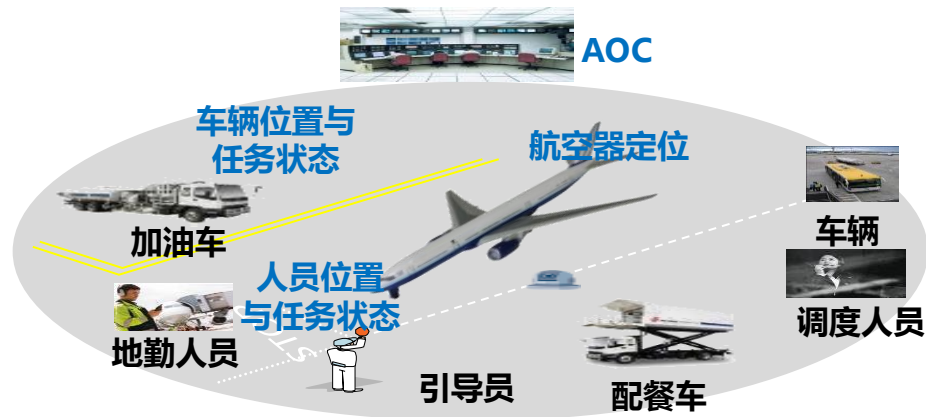 AOC
车辆位置与
任务状态
航空器定位
加油车
车辆
人员位置
与任务状态
地勤人员
调度人员
引导员
配餐车